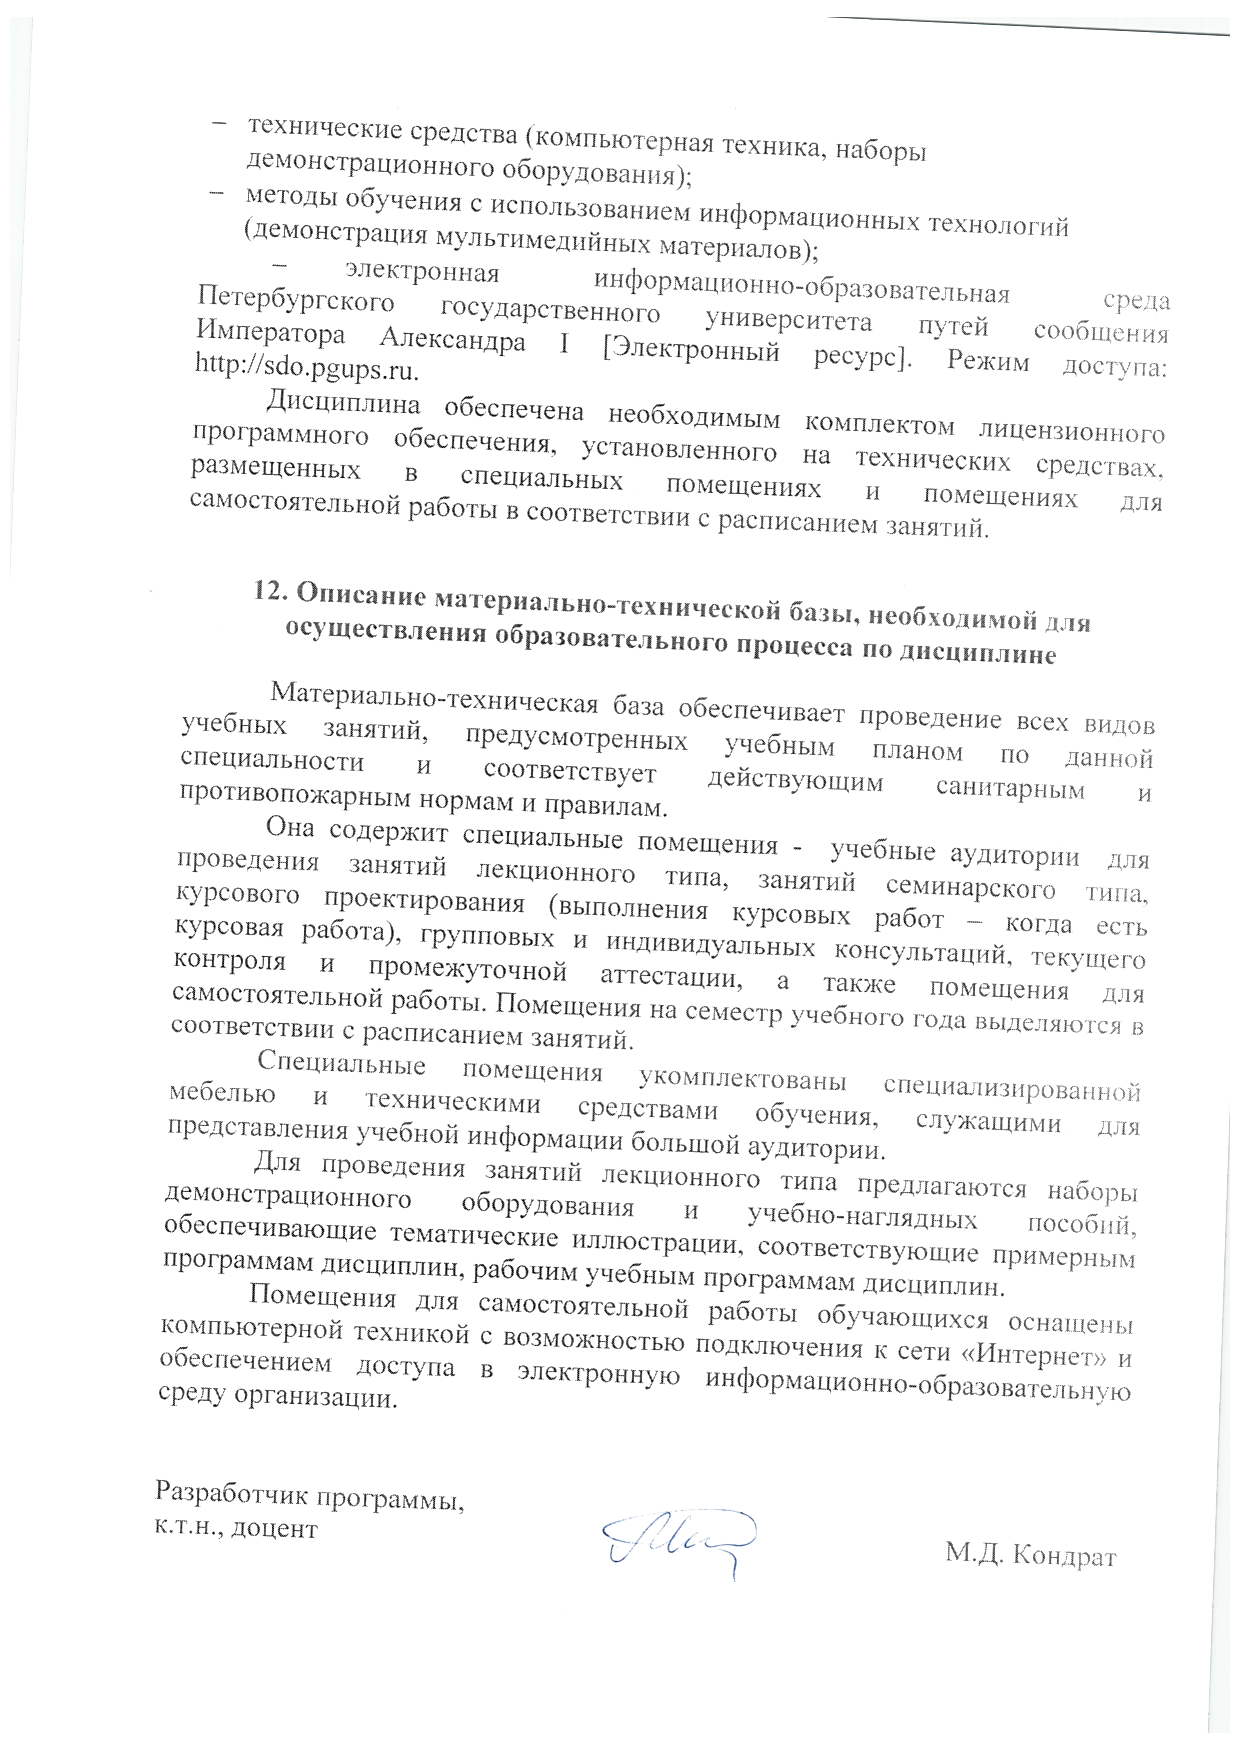 − технические средства (компьютерная техника, наборы
демонстрационного оборудования);
− методы обучения с использованием информационных технологий
(демонстрация мультимедийных материалов);
− электронная информационно-образовательная среда
Петербургского государственного университета путей сообщения
Императора Александра I [Электронный ресурс]. Режим доступа:
http://sdo.pgups.ru.
Дисциплина обеспечена необходимым комплектом лицензионного
программного обеспечения, установленного на технических средствах,
размещенных в специальных помещениях и помещениях для
самостоятельной работы в соответствии с расписанием занятий.
12. Описание материально-технической базы, необходимой для
осуществления образовательного процесса по дисциплине
Материально-техническая база обеспечивает проведение всех видов
учебных занятий, предусмотренных учебным планом по данной
специальности и соответствует действующим санитарным и
противопожарным нормам и правилам.
Она содержит специальные помещения - учебные аудитории для
проведения занятий лекционного типа, занятий семинарского типа,
курсового проектирования (выполнения курсовых работ – когда есть
курсовая работа), групповых и индивидуальных консультаций, текущего
контроля и промежуточной аттестации, а также помещения для
самостоятельной работы. Помещения на семестр учебного года выделяются в
соответствии с расписанием занятий.
Специальные помещения укомплектованы специализированной
мебелью и техническими средствами обучения, служащими для
представления учебной информации большой аудитории.
Для проведения занятий лекционного типа предлагаются наборы
демонстрационного оборудования и учебно-наглядных пособий,
обеспечивающие тематические иллюстрации, соответствующие примерным
программам дисциплин, рабочим учебным программам дисциплин.
Помещения для самостоятельной работы обучающихся оснащены
компьютерной техникой с возможностью подключения к сети «Интернет» и
обеспечением доступа в электронную информационно-образовательную
среду организации.
Разработчик программы,
к.т.н., доцент
М.Д. Кондрат